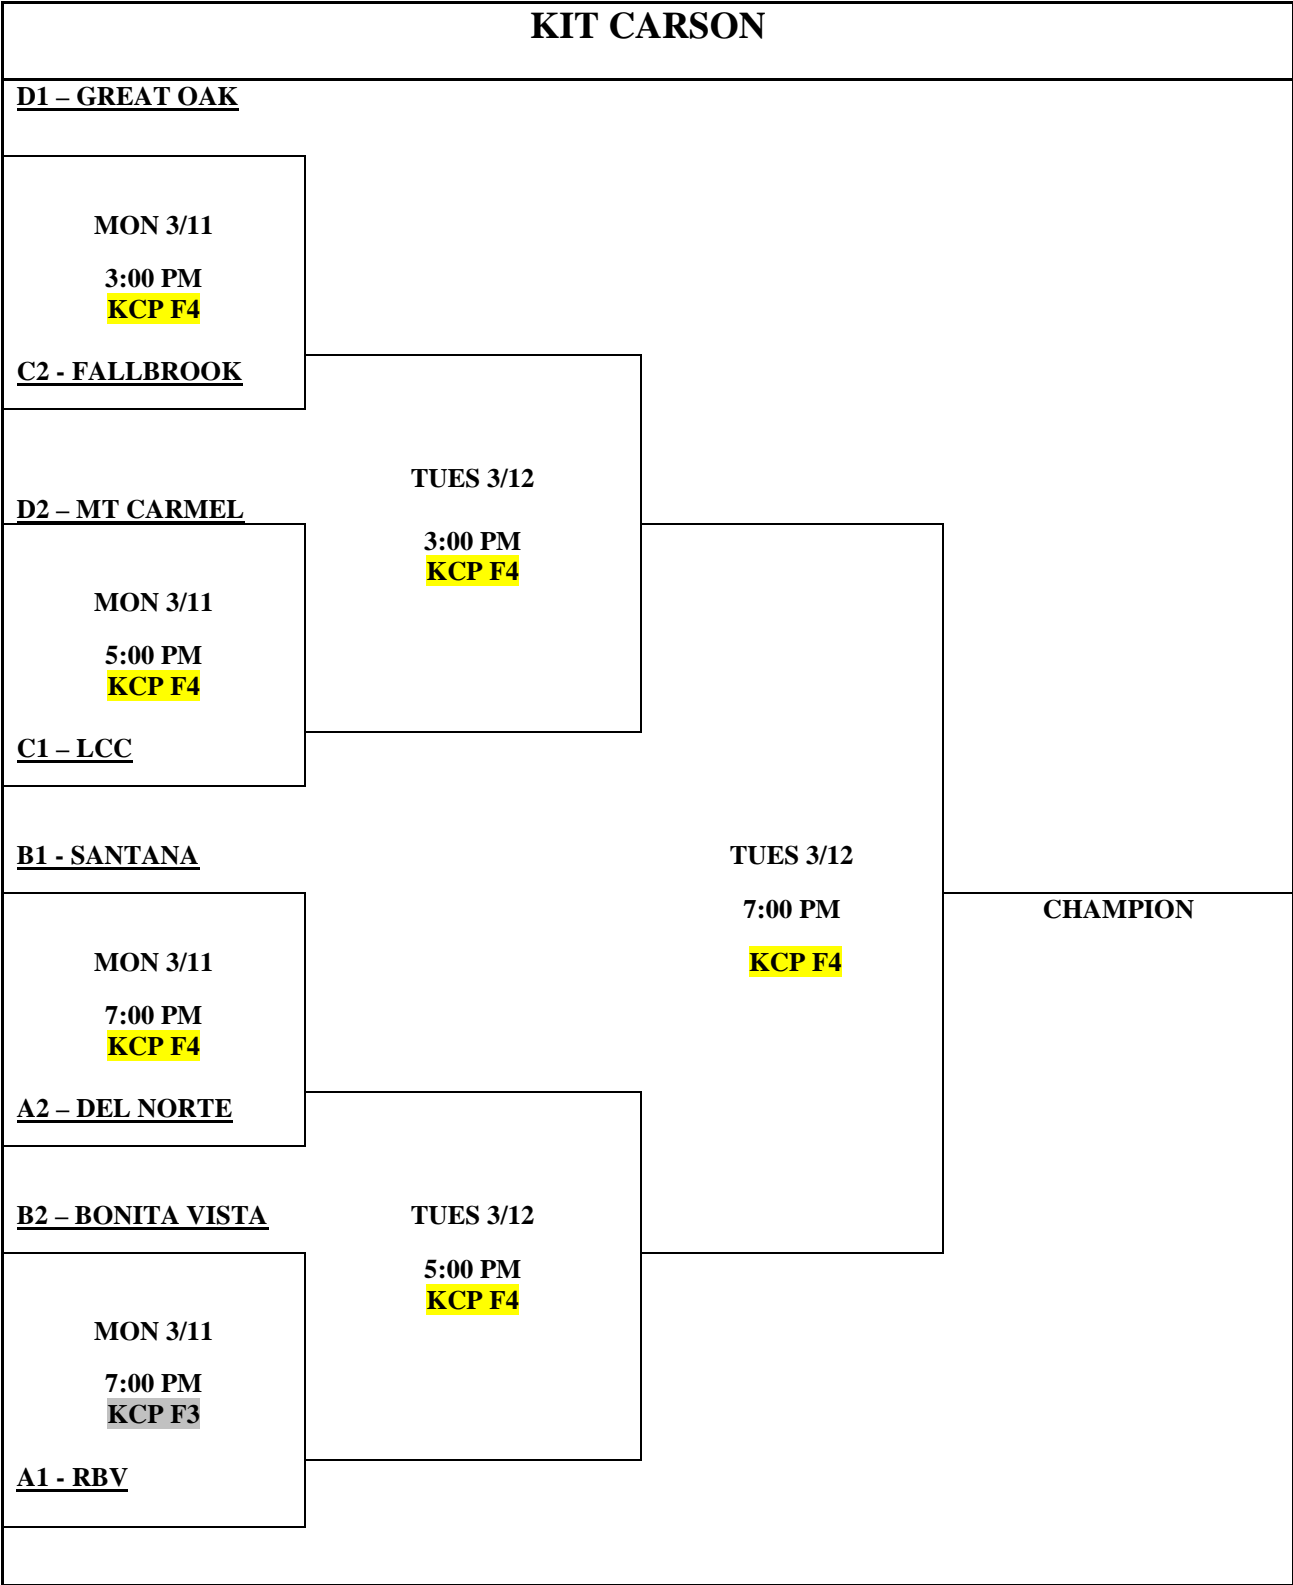 KIT CARSON
D1 – GREAT OAK
MON 3/11
3:00 PM
KCP F4
C2 - FALLBROOK
TUES 3/12
D2 – MT CARMEL
3:00 PM
KCP F4
MON 3/11
5:00 PM
KCP F4
C1 – LCC
B1 - SANTANA
TUES 3/12
7:00 PM
CHAMPION
KCP F4
MON 3/11
7:00 PM
KCP F4
A2 – DEL NORTE
B2 – BONITA VISTA
TUES 3/12
5:00 PM
KCP F4
MON 3/11
7:00 PM
KCP F3
A1 - RBV